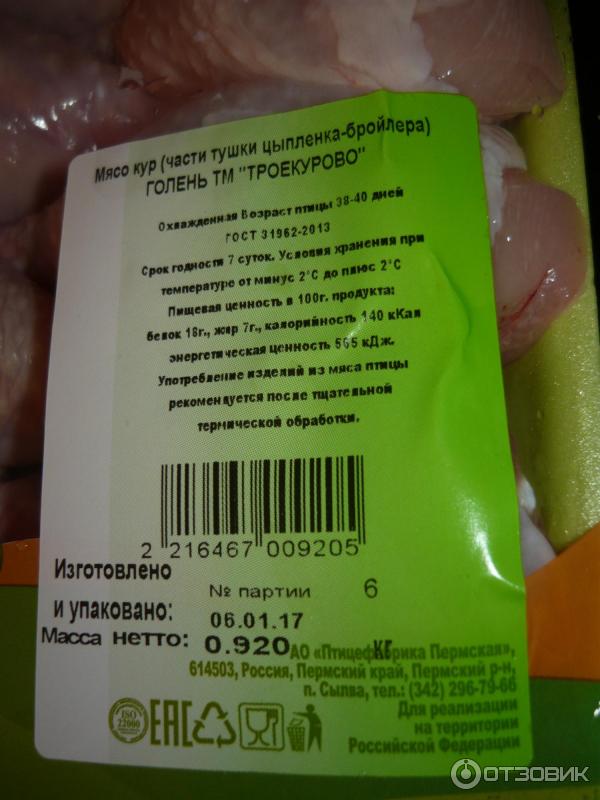 Мясо кур (части тушки цыпленка-бройлера)
ГОЛЕНЬ ТМ "ТРОЕКУРОВО"
Охлажденная Возраст птицы 38-40 дней
ГОСТ 31962-2013
Срок годности 7 суток. Условия хранения при
температуре от минус 2°С до плюс 2°С
Пищевая ценность в 100г. продукта:
белок 18г., жир 7г., калорийность 140 кКал
энергетическая ценность 565 кДж.
Употребление изделий из мяса птицы
рекомендуется после тщательной
термической обработки.
2 216467 009205
Изготовлено
и упаковано:
№ партии 6
06.01.17
Масса нетто: 0.920 КГ
АО «Птицефабрика Пермская»,
614503, Россия, Пермский край, Пермский р-н,
п. Сылва, тел.: (342) 296-79-66
Для реализации
на территории
Российской Федерации
ISO
22000
EAC
ОТЗОВИК